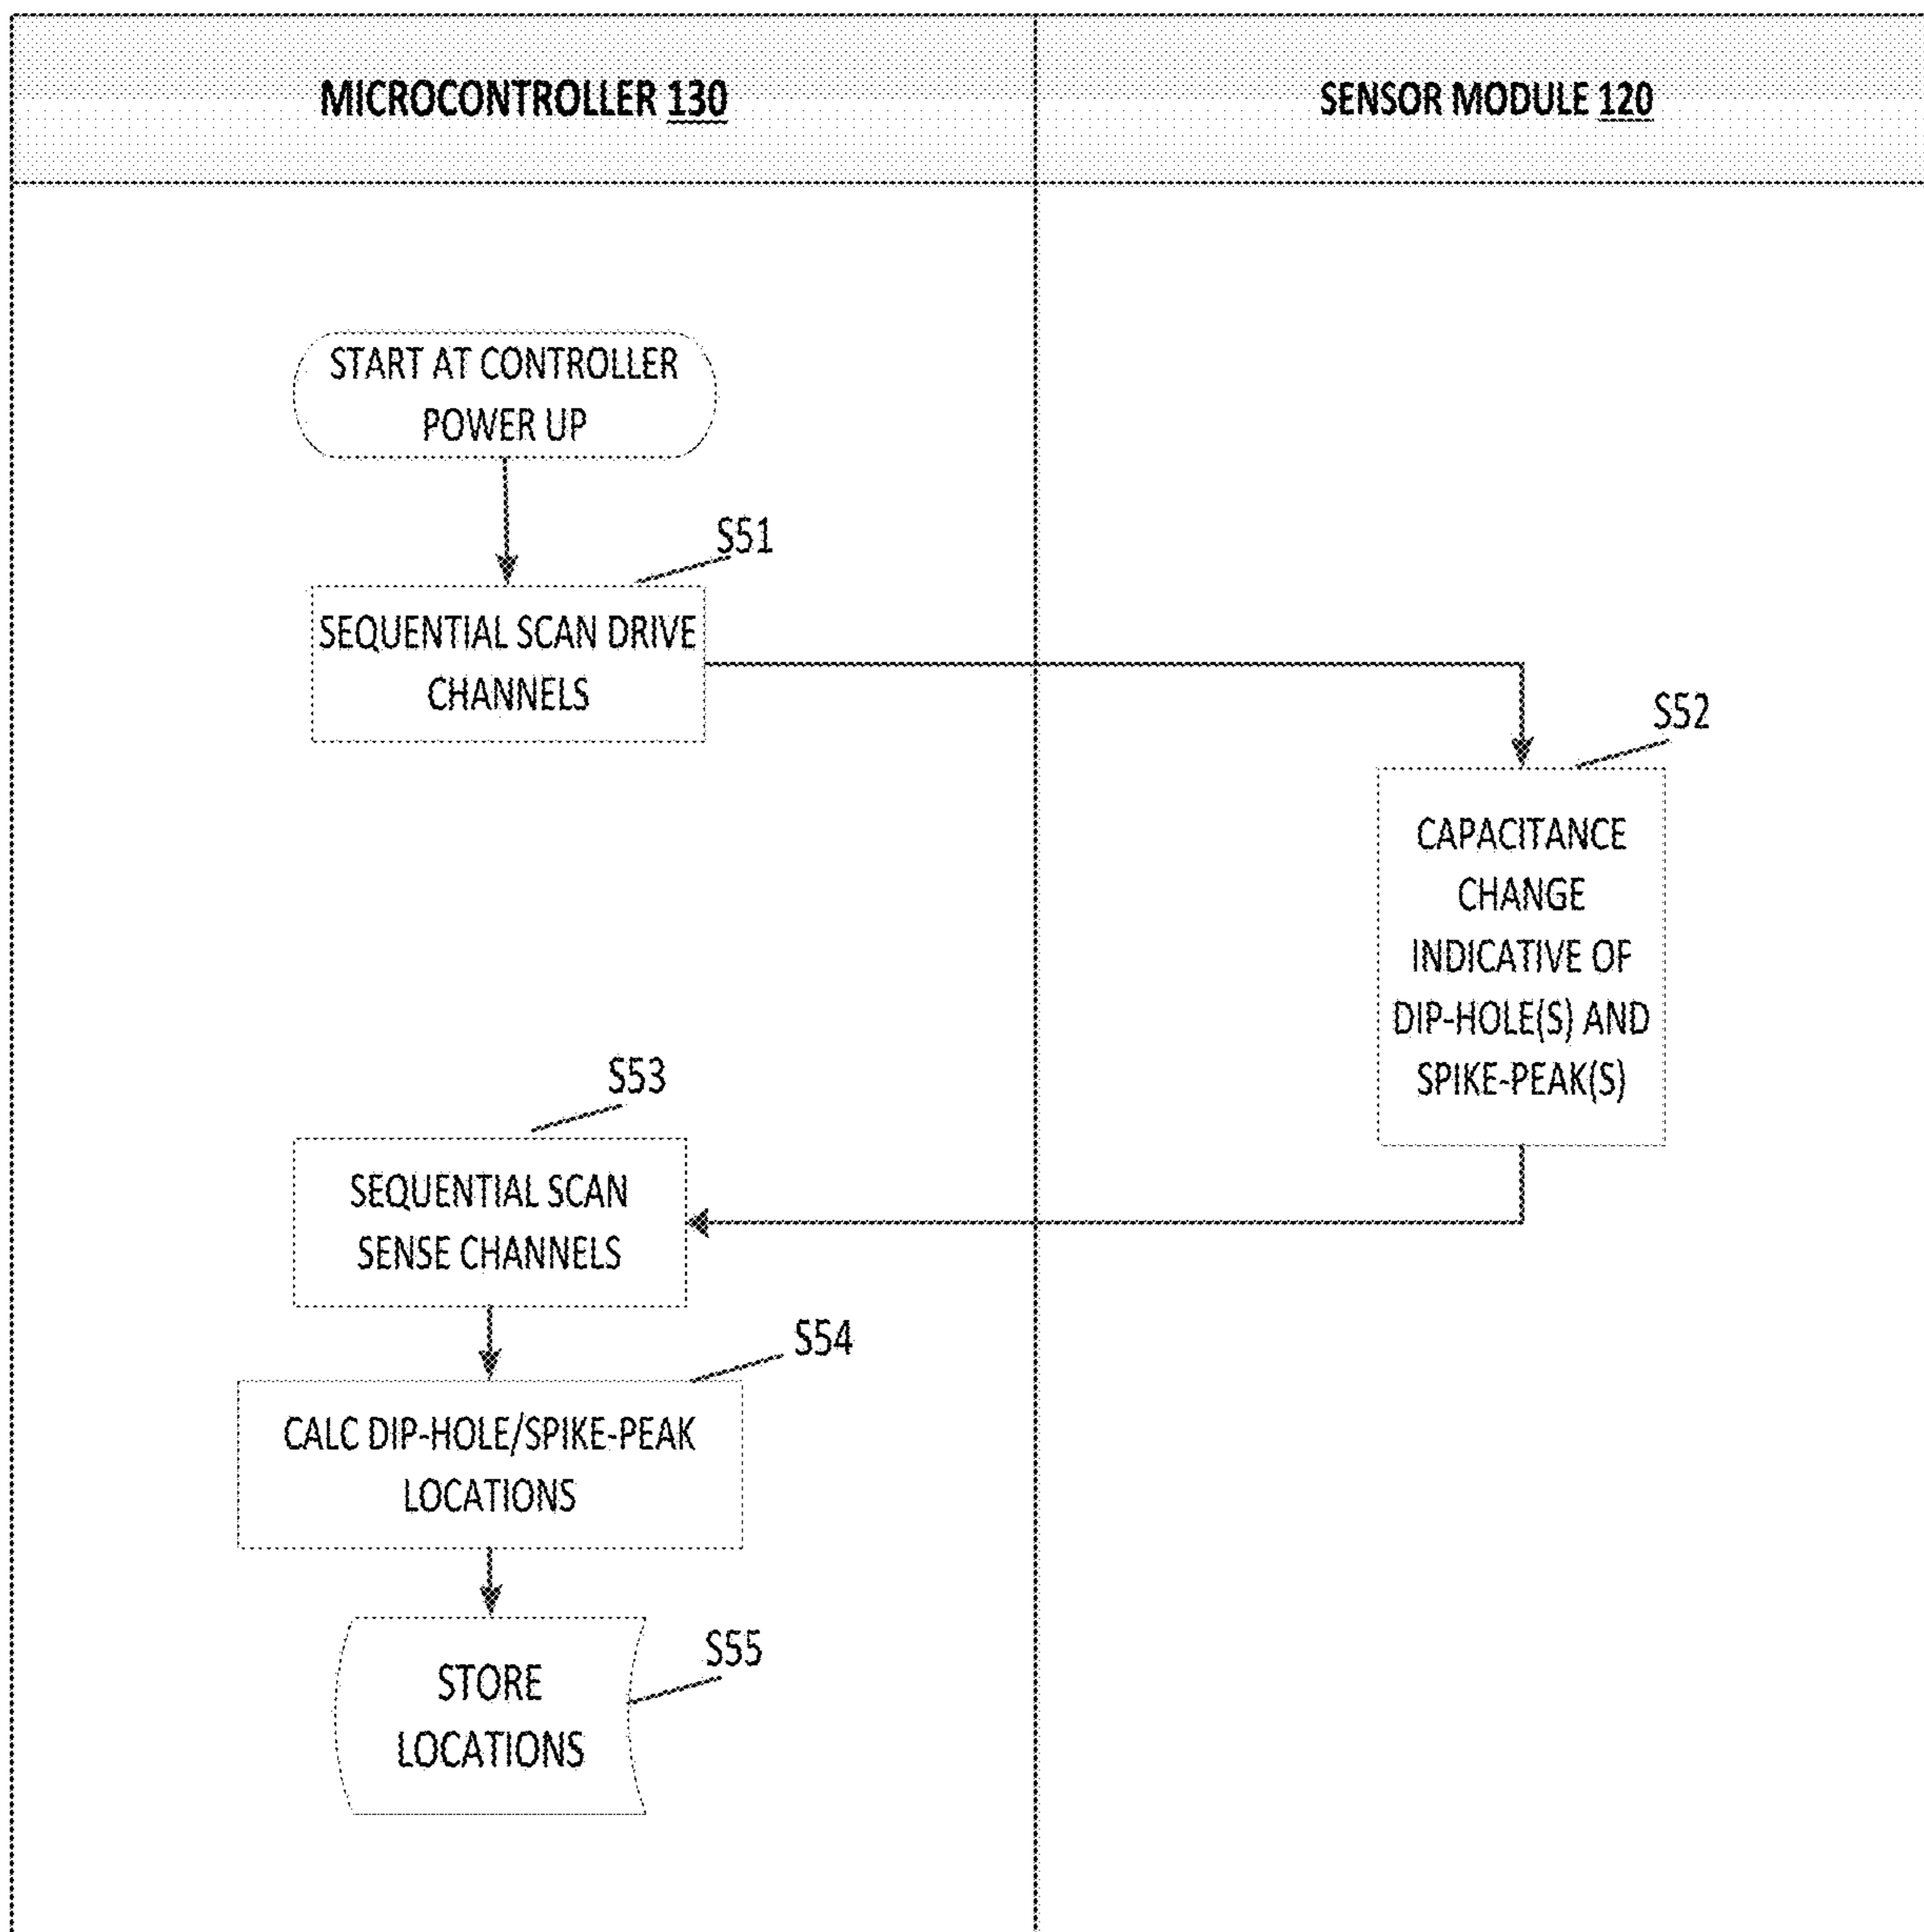 MICROCONTROLLER 130
SENSOR MODULE 120
START AT CONTROLLER
POWER UP
S51
SEQUENTIAL SCAN DRIVE
CHANNELS
S52
CAPACITANCE
CHANGE
INDICATIVE OF
DIP-HOLE(S) AND
SPIKE-PEAK(S)
S53
SEQUENTIAL SCAN
SENSE CHANNELS
S54
CALC DIP-HOLE/SPIKE-PEAK
LOCATIONS
S55
STORE
LOCATIONS